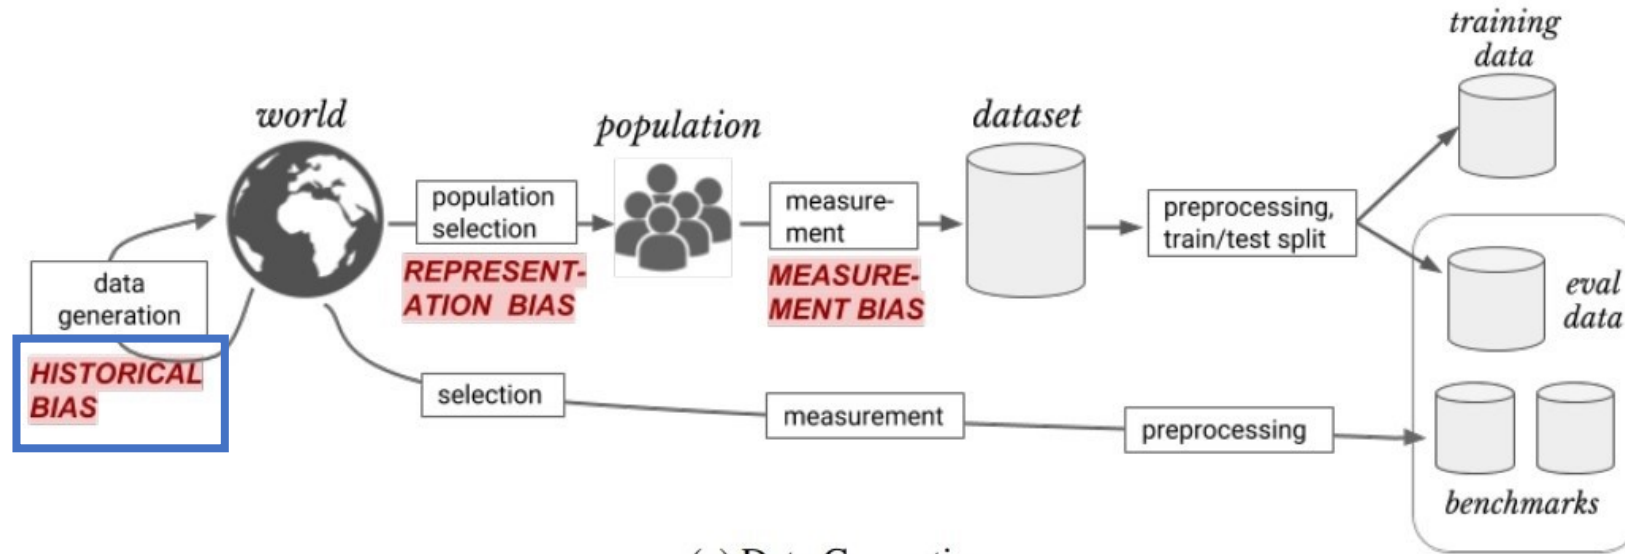 training
data
world
population
dataset
population
selection
measure-
ment
preprocessing,
train/test split
REPRESENT-
ATION BIAS
MEASURE-
MENT BIAS
data
generation
eval
data
HISTORICAL
BIAS
selection
measurement
preprocessing
benchmarks